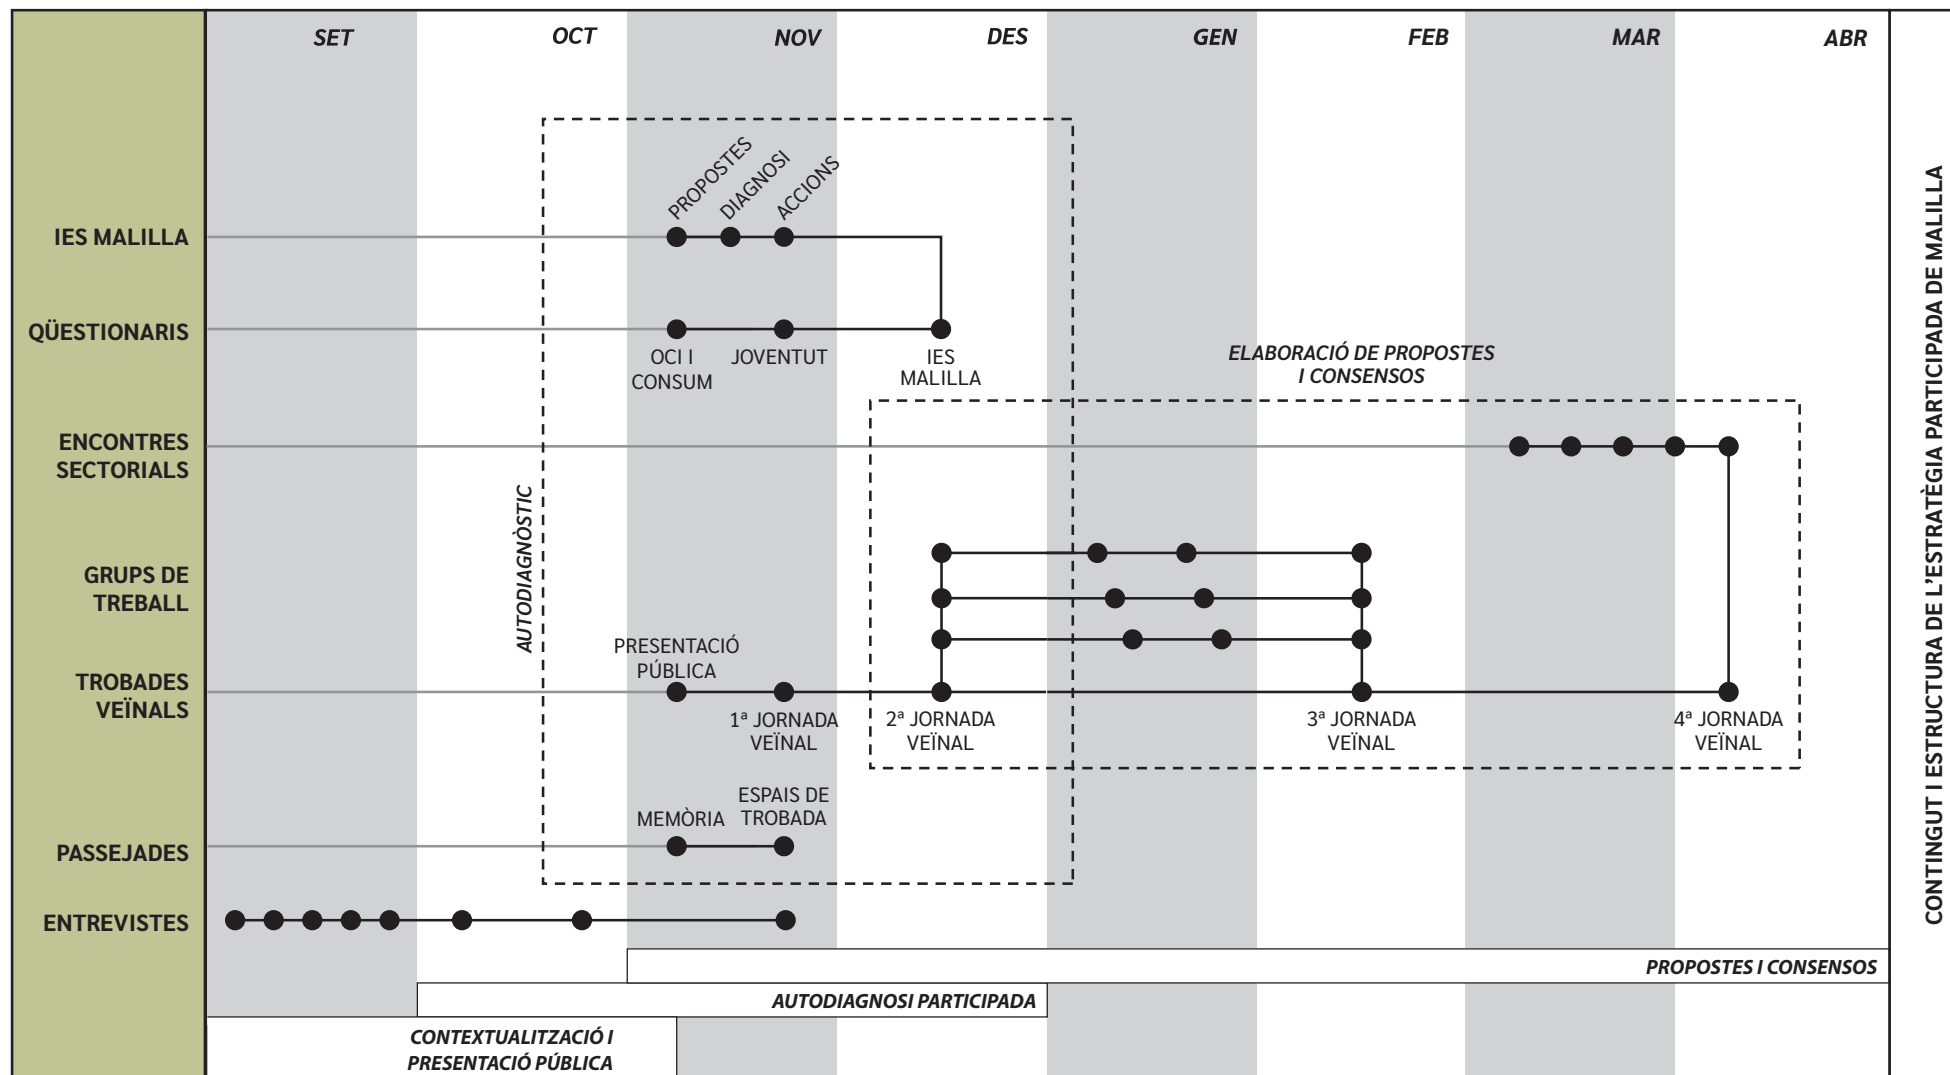 SET OCT NOV DES GEN FEB MAR ABR
PROPOSTES
DIAGNOSI
ACCIONS
IES MALILLA
QÜESTIONARIS
OCI I
CONSUM
JOVENTUT
IES
MALILLA
ELABORACIÓ DE PROPOSTES
I CONSENSOS
ENCONTRES
SECTORIALS
AUTODIAGNÒSTIC
GRUPS DE
TREBALL
PRESENTACIÓ
PÚBLICA
TROBADES
VEÏNALS
1ª JORNADA
VEÏNAL
2ª JORNADA
VEÏNAL
3ª JORNADA
VEÏNAL
4ª JORNADA
VEÏNAL
MEMÒRIA
ESPAIS DE
TROBADA
PASSEJADES
ENTREVISTES
PROPOSTES I CONSENSOS
AUTODIAGNOSI PARTICIPADA
CONTEXTUALITZACIÓ I
PRESENTACIÓ PÚBLICA
CONTINGUT I ESTRUCTURA DE L'ESTRATÈGIA PARTICIPADA DE MALILLA